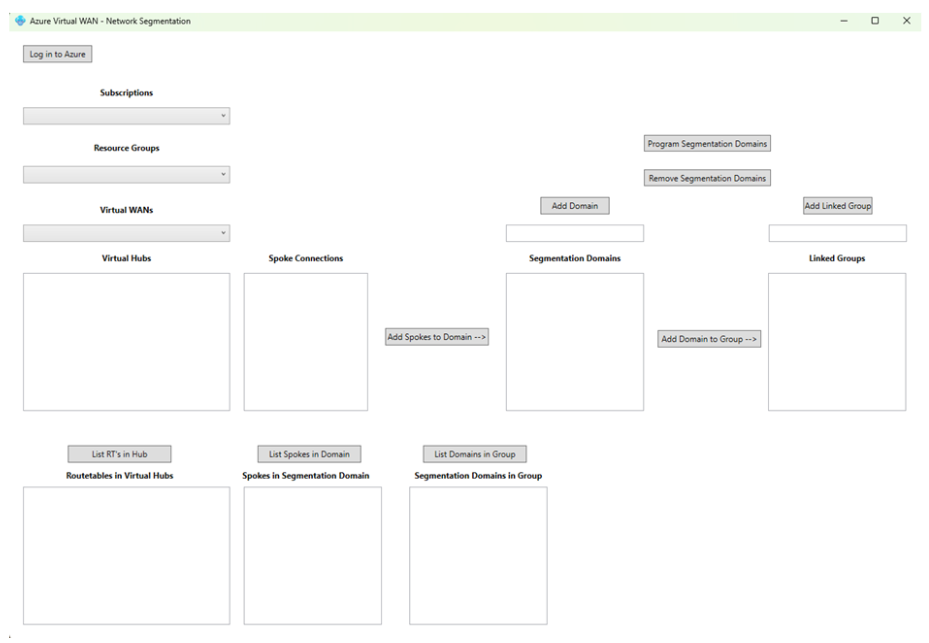 Azure Virtual WAN - Network Segmentation
Log in to Azure
Subscriptions
Resource Groups
Program Segmentation Domains
Remove Segmentation Domains
Virtual WANs
Add Domain
Add Linked Group
Virtual Hubs
Spoke Connections
Segmentation Domains
Linked Groups
Add Spokes to Domain -->
Add Domain to Group -->
List RT's in Hub
List Spokes in Domain
List Domains in Group
Routetables in Virtual Hubs
Spokes in Segmentation Domain
Segmentation Domains in Group